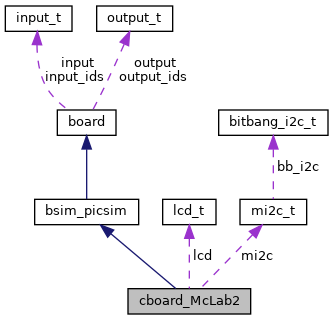 input_t
output_t
input
input_ids
output
output_ids
board
bitbang_i2c_t
bb_i2c
bsim_picsim
lcd_t
mi2c_t
lcd
mi2c
cboard_McLab2